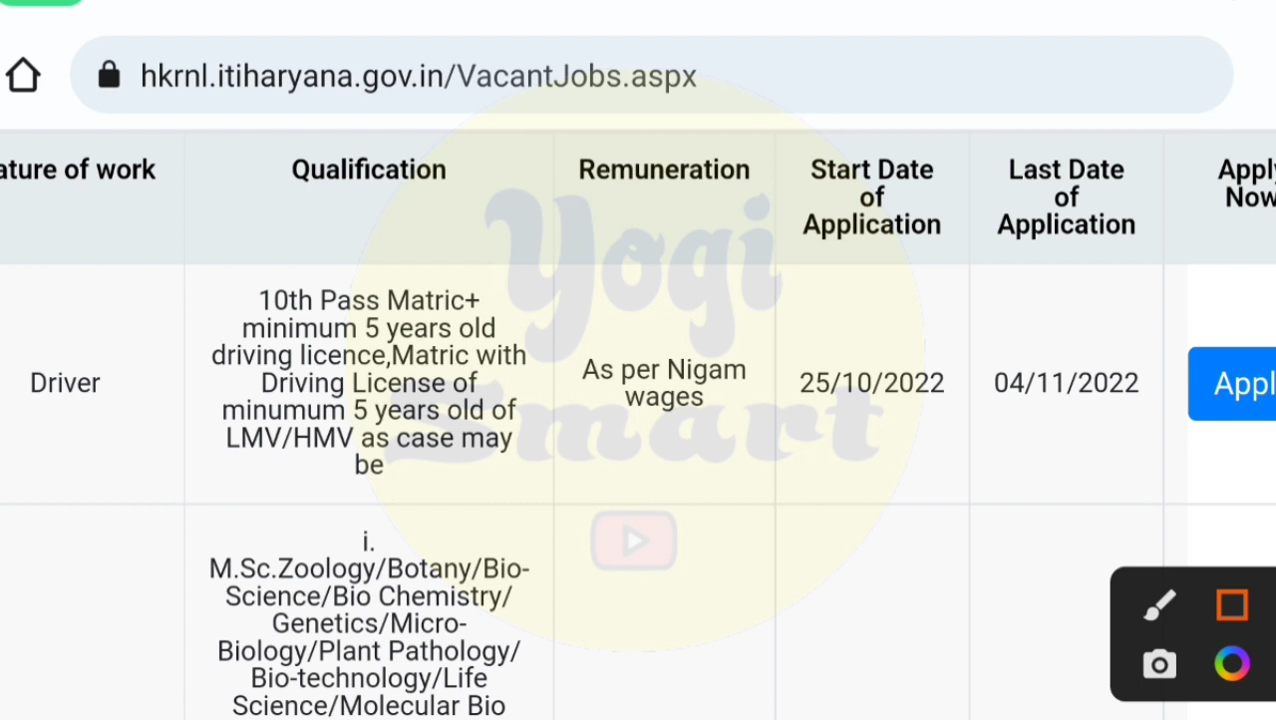 hkrnl.itiharyana.gov.in/VacantJobs.aspx
ature of work
Qualification
Remuneration
Start Date
of
Application
Last Date
of
Application
Apply
Now
Driver
10th Pass Matric+
minimum 5 years old
driving licence,Matric with
Driving License of
minumum 5 years old of
LMV/HMV as case may
be
As per Nigam
wages
25/10/2022
04/11/2022
Appl
i.
M.Sc.Zoology/Botany/Bio-
Science/Bio Chemistry/
Genetics/Micro-
Biology/Plant Pathology/
Bio-technology/Life
Science/Molecular Bio
Yogi
Smart